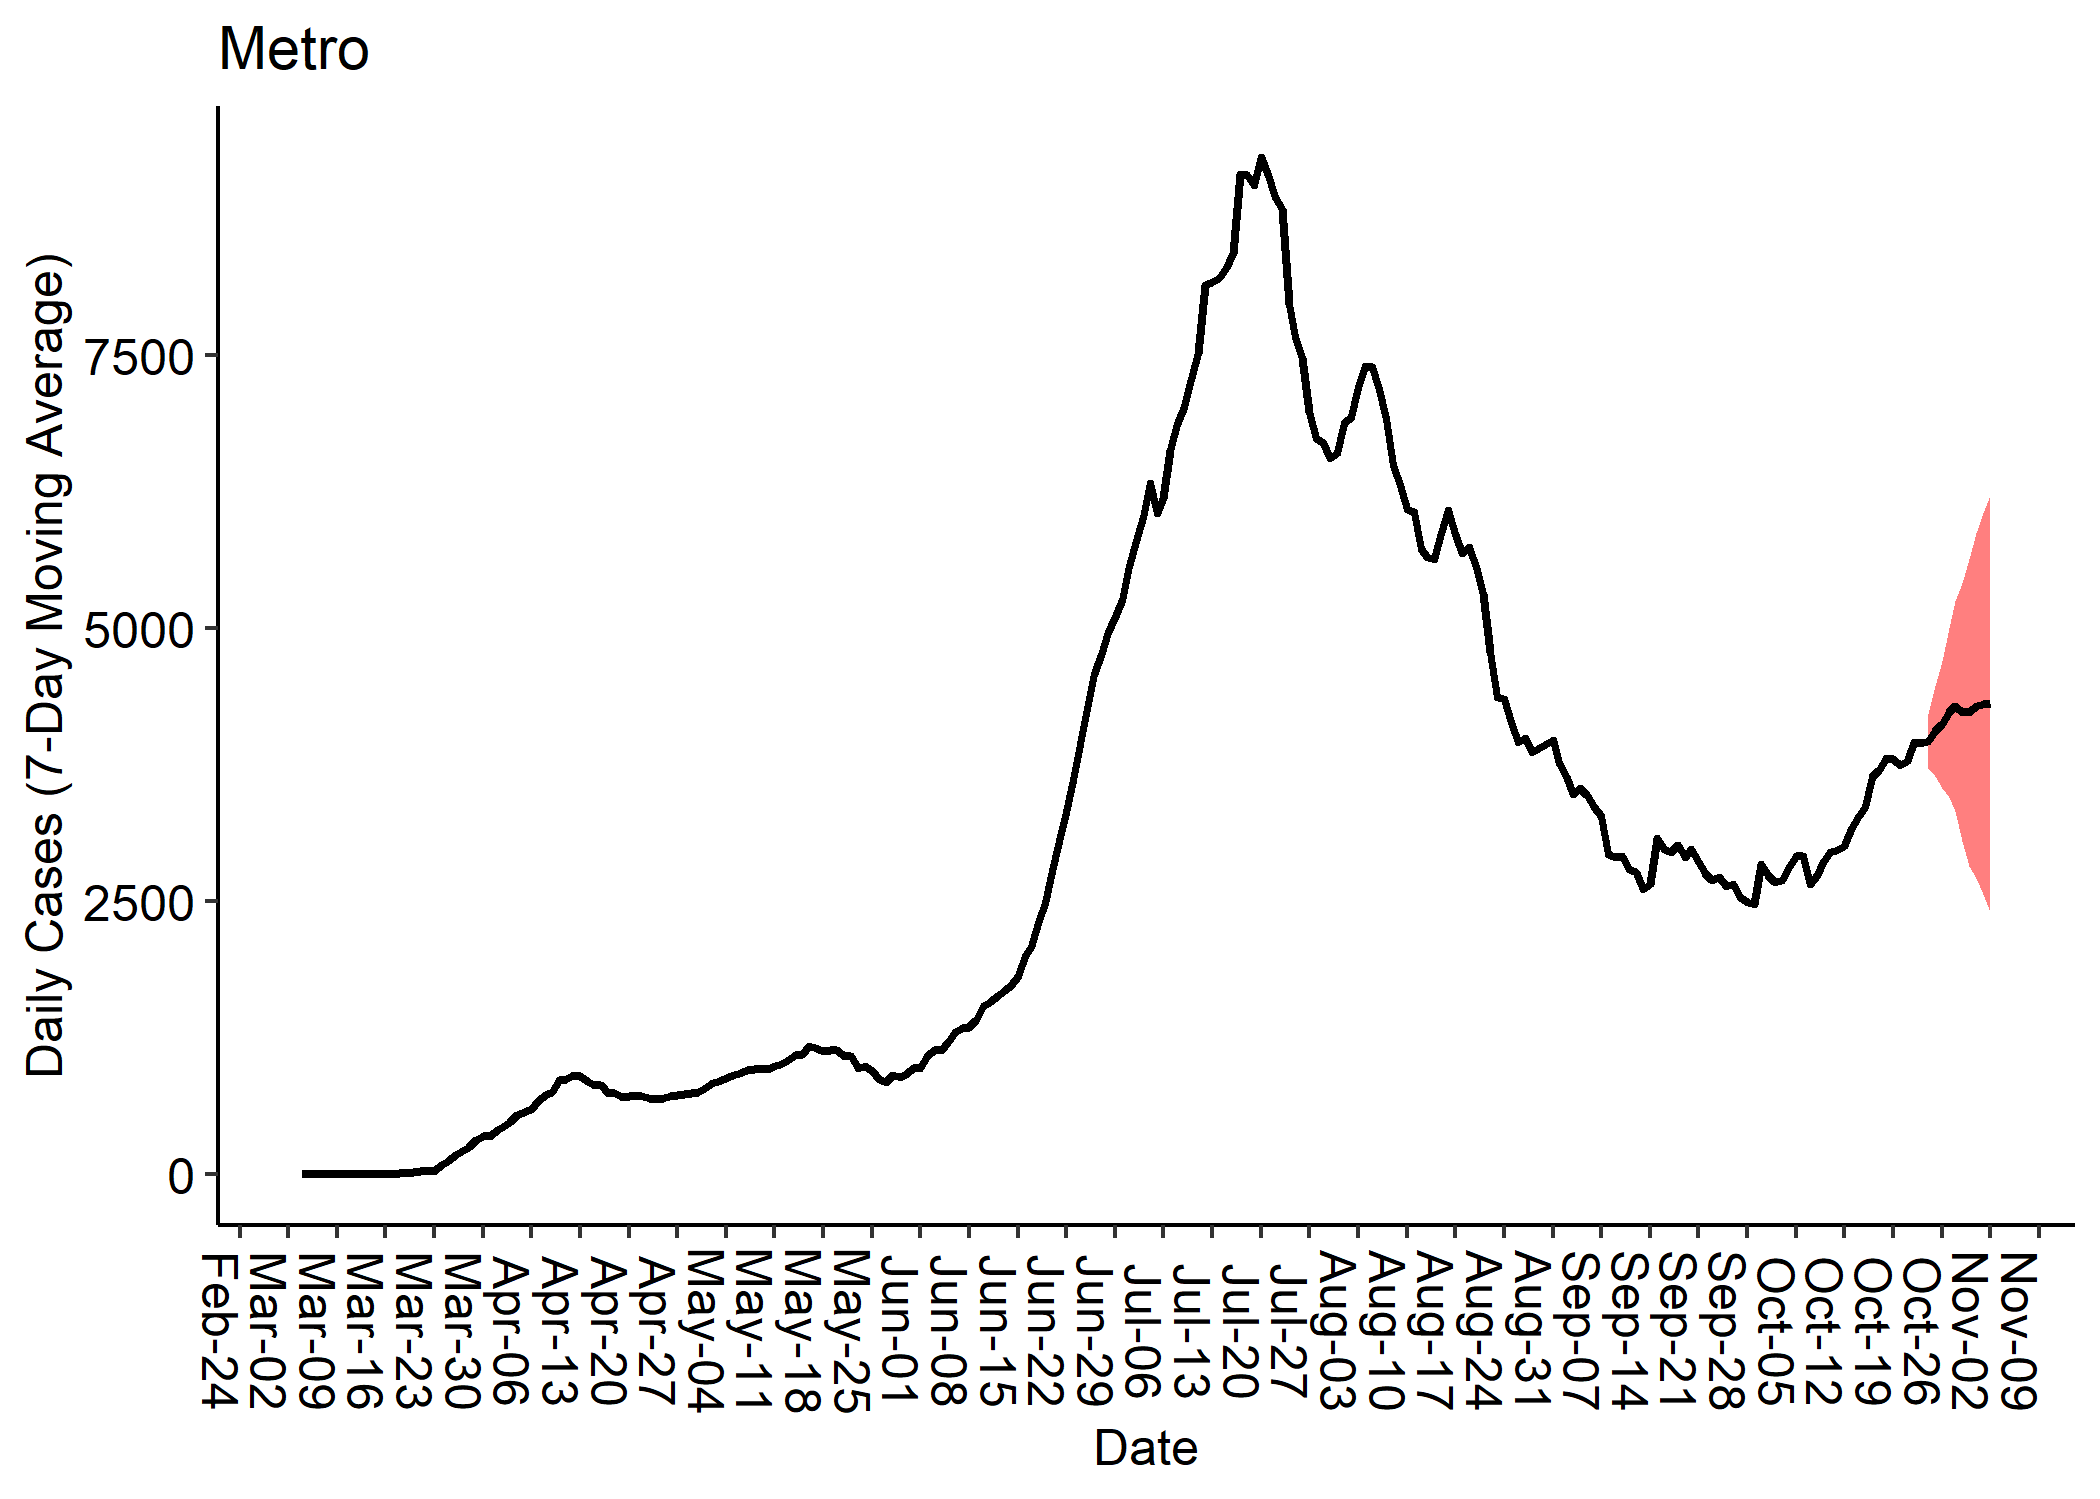 Metro
Daily Cases (7-Day Moving Average)
7500
5000
2500
0
Feb-24
Mar-02
Mar-09
Mar-16
Mar-23
Mar-30
Apr-06
Apr-13
Apr-20
Apr-27
May-04
May-11
May-18
May-25
Jun-01
Jun-08
Jun-15
Jun-22
Jun-29
Jul-06
Jul-13
Jul-20
Jul-27
Aug-03
Aug-10
Aug-17
Aug-24
Aug-31
Sep-07
Sep-14
Sep-21
Sep-28
Oct-05
Oct-12
Oct-19
Oct-26
Nov-02
Nov-09
Date